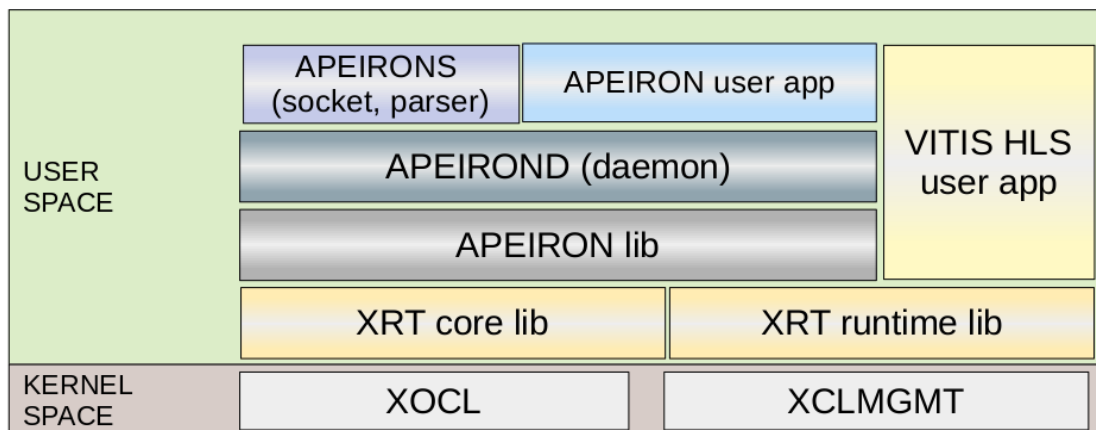 APEIRONS
(socket, parser)
APEIRON user app
VITIS HLS
user app
USER
SPACE
APEIROND (daemon)
APEIRON lib
XRT core lib
XRT runtime lib
KERNEL
SPACE
XOCL
XCLMGMT